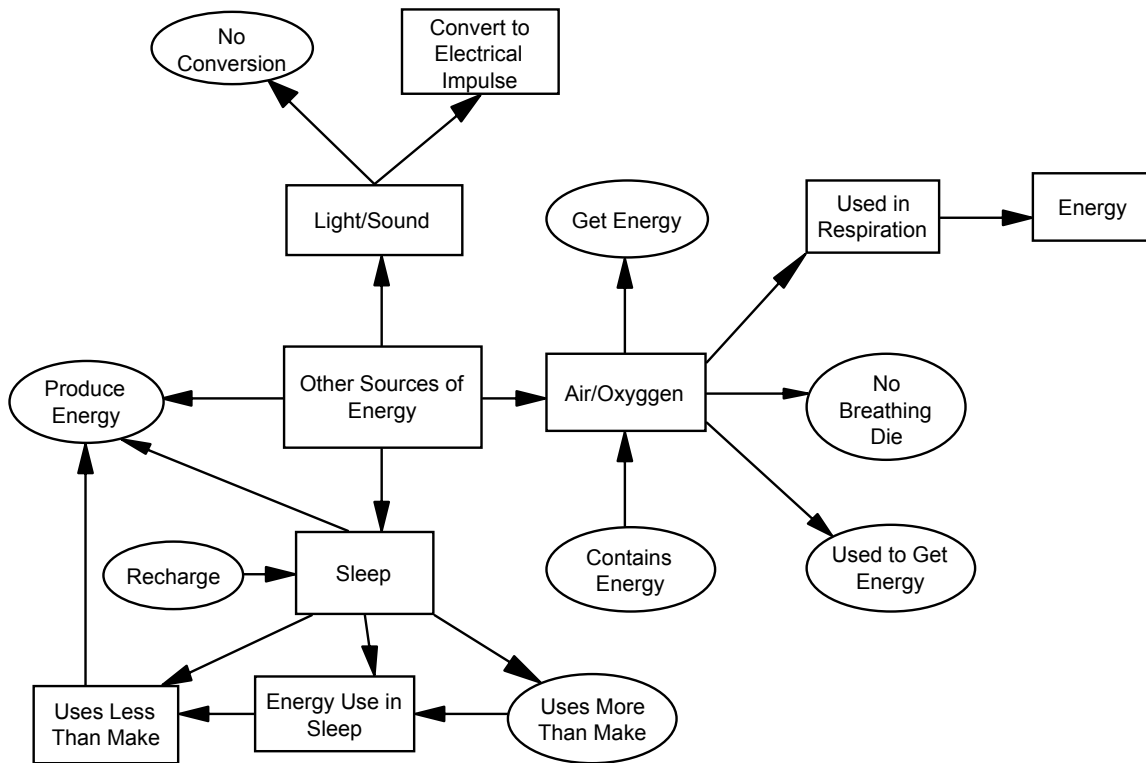 No
Conversion
Convert to
Electrical
Impulse
Light/Sound
Get Energy
Used in
Respiration
Energy
Produce
Energy
Other Sources of
Energy
Air/Oxyggen
No
Breathing
Die
Recharge
Sleep
Contains
Energy
Used to Get
Energy
Uses Less
Than Make
Energy Use in
Sleep
Uses More
Than Make